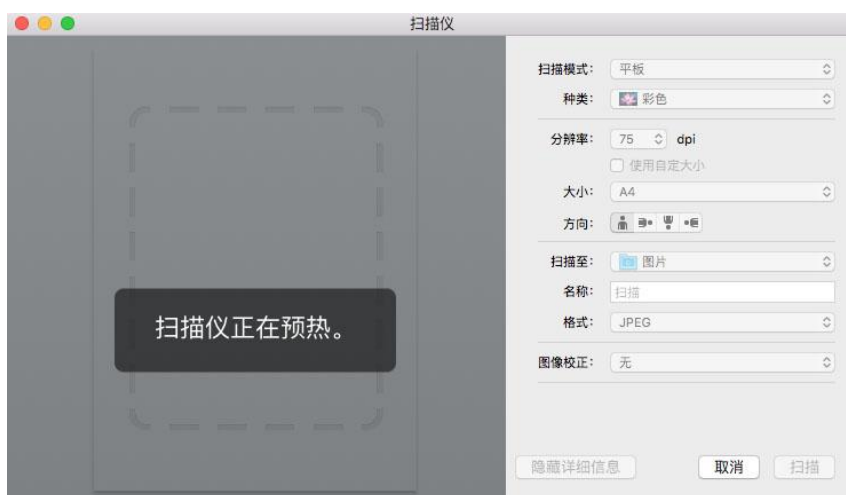 扫描仪
扫描模式: 平板
种类: 彩色
分辨率: 75 dpi
使用自定大小
大小: A4
方向:
扫描至: 图片
名称: 扫描
扫描仪正在预热。
格式: JPEG
图像校正: 无
隐藏详细信息 取消 扫描